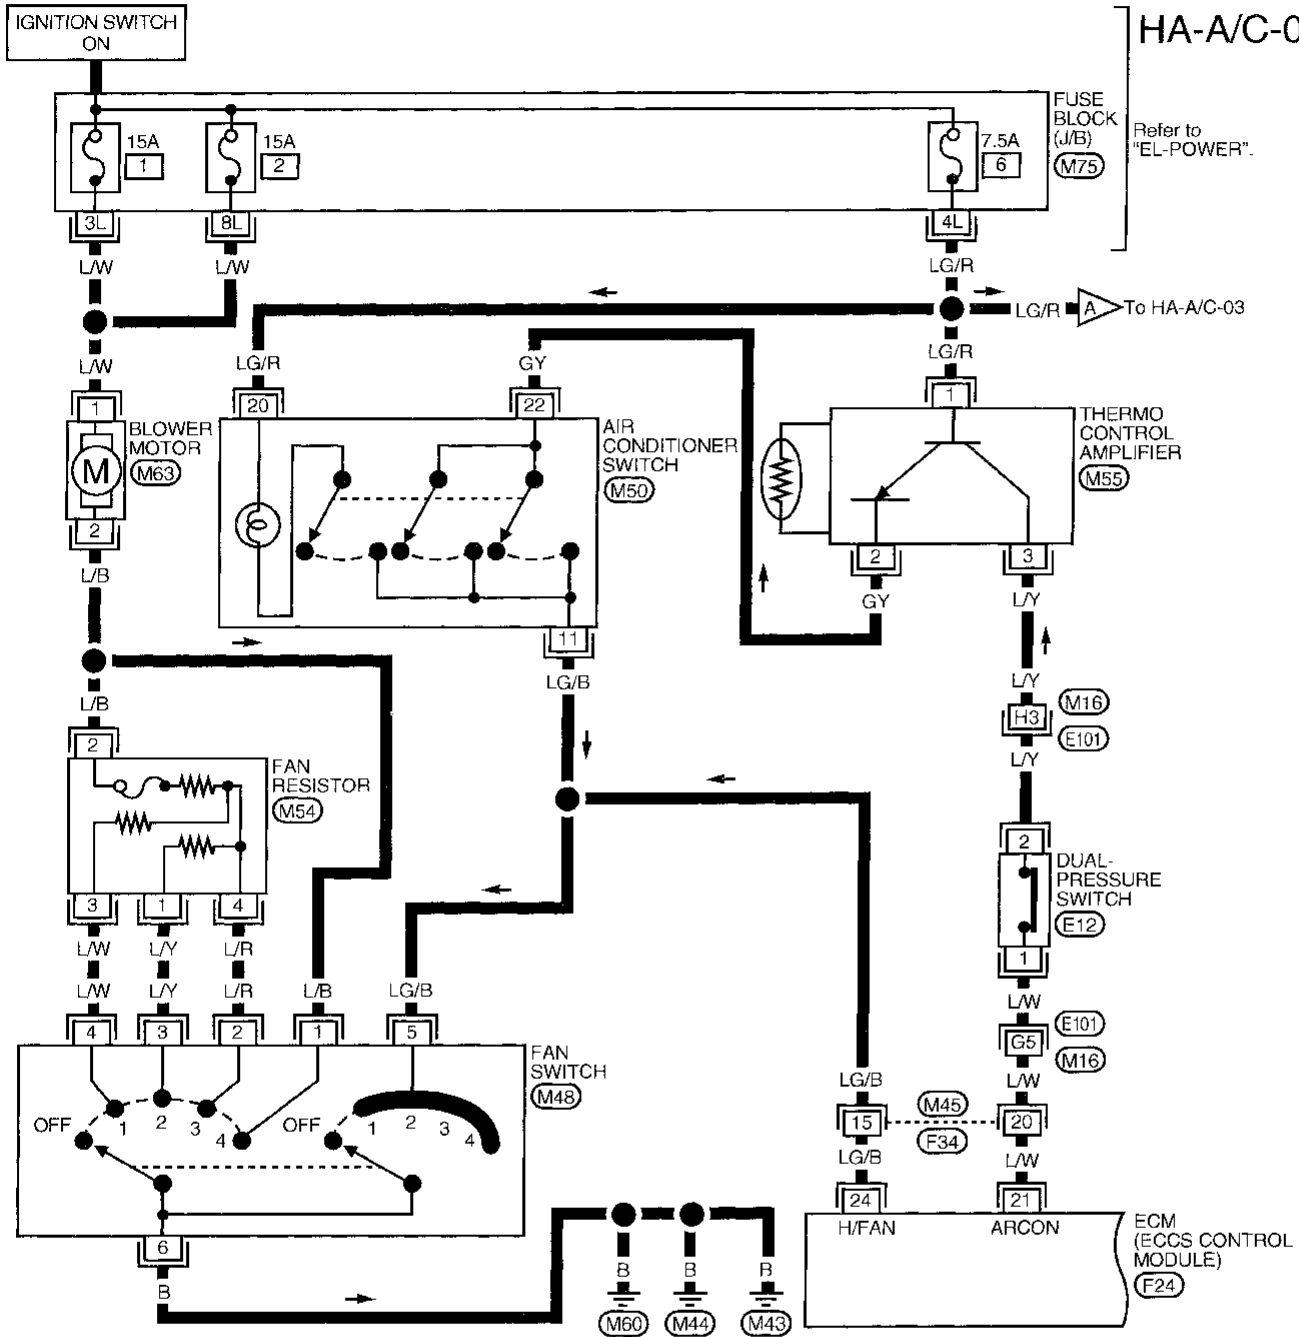 IGNITION SWITCH
ON
HA-A/C-0
FUSE
BLOCK
(J/B)
M75
Refer to
"EL-POWER".
15A
1
15A
2
7.5A
6
3L
8L
4L
L/W
L/W
LG/R
LG/R
A
To HA-A/C-03
L/W
LG/R
GY
LG/R
1
20
22
1
BLOWER
MOTOR
M63
M
2
AIR
CONDITIONER
SWITCH
M50
THERMO
CONTROL
AMPLIFIER
M55
2
3
L/B
GY
L/Y
11
LG/B
L/B
L/Y
H3
M16
E101
L/Y
2
FAN
RESISTOR
M54
2
DUAL-
PRESSURE
SWITCH
E12
1
3
1
4
L/W
L/Y
L/R
L/W
L/Y
L/R
L/B
LG/B
L/W
4
3
2
1
5
G5
E101
M16
FAN
SWITCH
M48
LG/B
L/W
OFF
1
2
3
4
OFF
1
2
3
4
15
M45
F34
20
LG/B
L/W
24
21
H/FAN
ARCON
ECM
(ECCS CONTROL
MODULE)
F24
6
B
B
B
B
M60
M44
M43